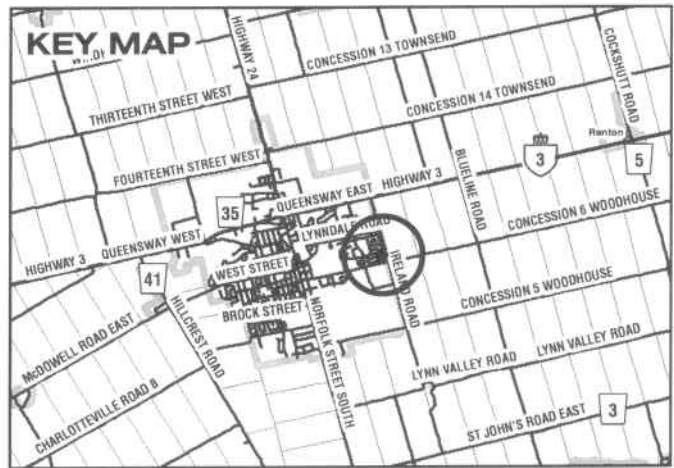 KEY MAP
HIGHWAY 24
CONCESSION 13 TOWNSEND
COCKSHUTT ROAD
THIRTEENTH STREET WEST
CONCESSION 14 TOWNSEND
Renton
3
5
FOURTEENTH STREET WEST
BLUELINE ROAD
35
QUEENSWAY EAST
HIGHWAY 3
LYNNDALE ROAD
CONCESSION 6 WOODHOUSE
HIGHWAY 3
QUEENSWAY WEST
WEST STREET
IRELAND ROAD
41
HILLCREST ROAD
BROCK STREET
NORFOLK STREET SOUTH
CONCESSION 5 WOODHOUSE
McDOWELL ROAD EAST
LYNN VALLEY ROAD
LYNN VALLEY ROAD
CHARLOTTEVILLE ROAD 8
ST JOHN'S ROAD EAST
3